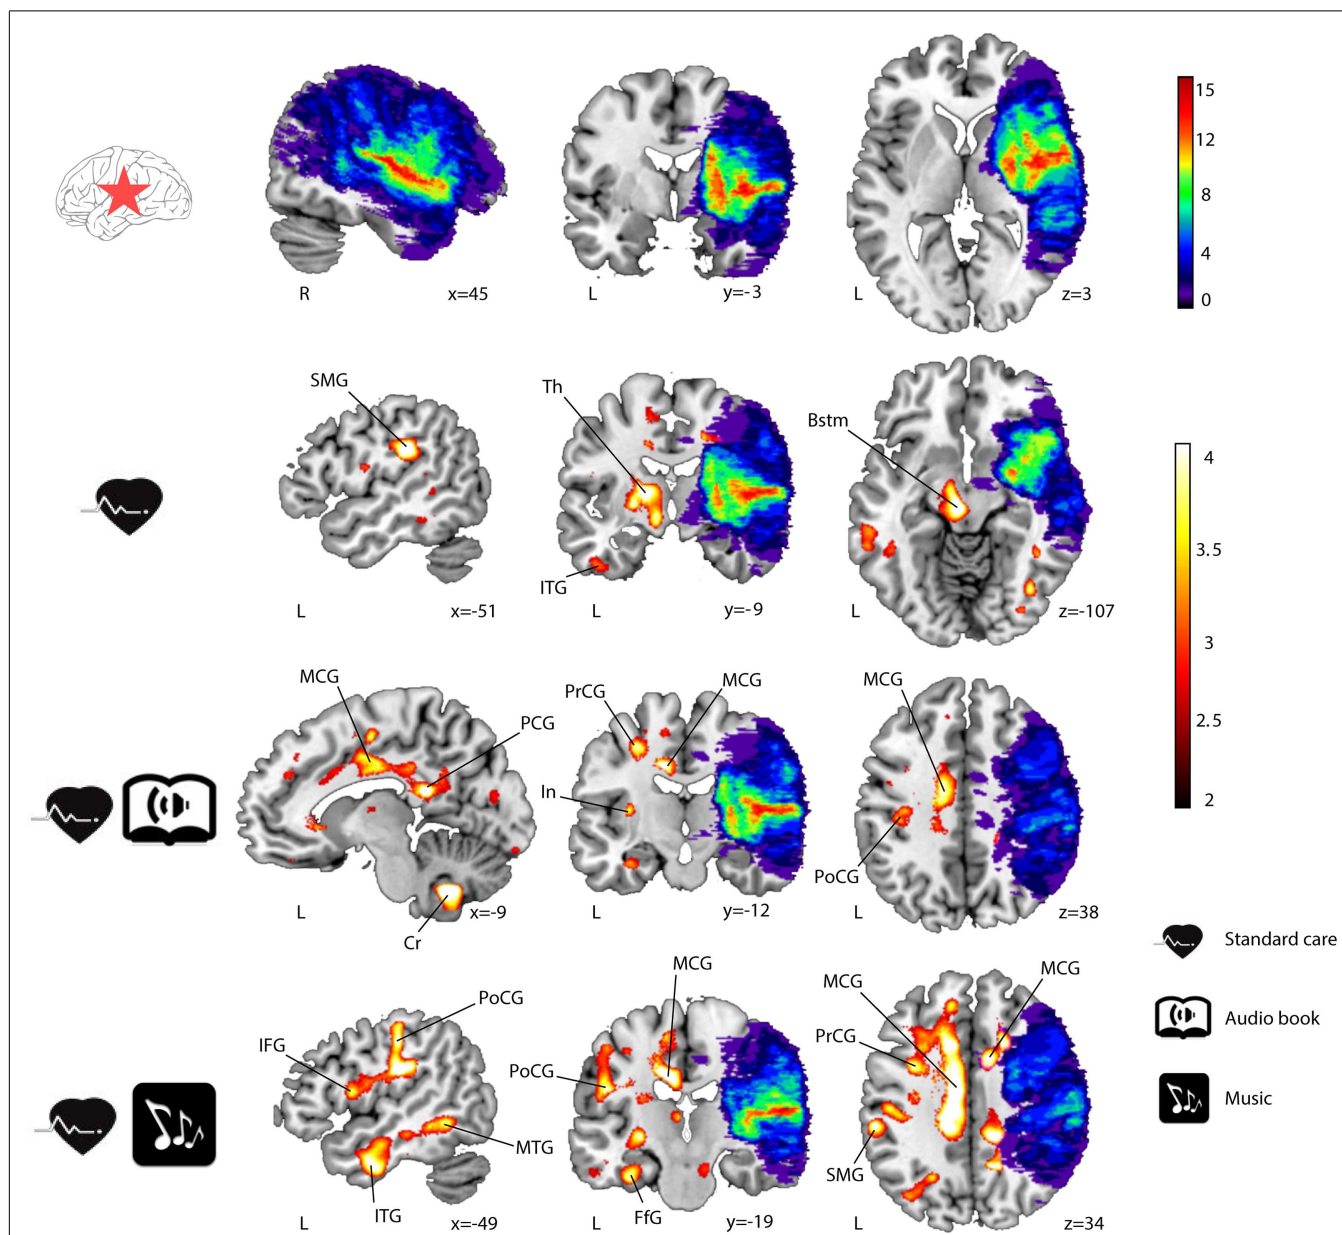 R x=45
L y=-3
L z=3
15
12
8
4
0
SMG
Th
Bstm
ITG
L x=-51
L y=-9
L z=-107
4
3.5
3
2.5
2
MCG
PCG
Cr
L x=-9
PrCG
MCG
In
L y=-12
MCG
PoCG
L z=38
Standard care
Audio book
Music
PoCG
IFG
MTG
ITG
L x=-49
MCG
PoCG
FfG
L y=-19
MCG
MCG
PrCG
SMG
L z=34